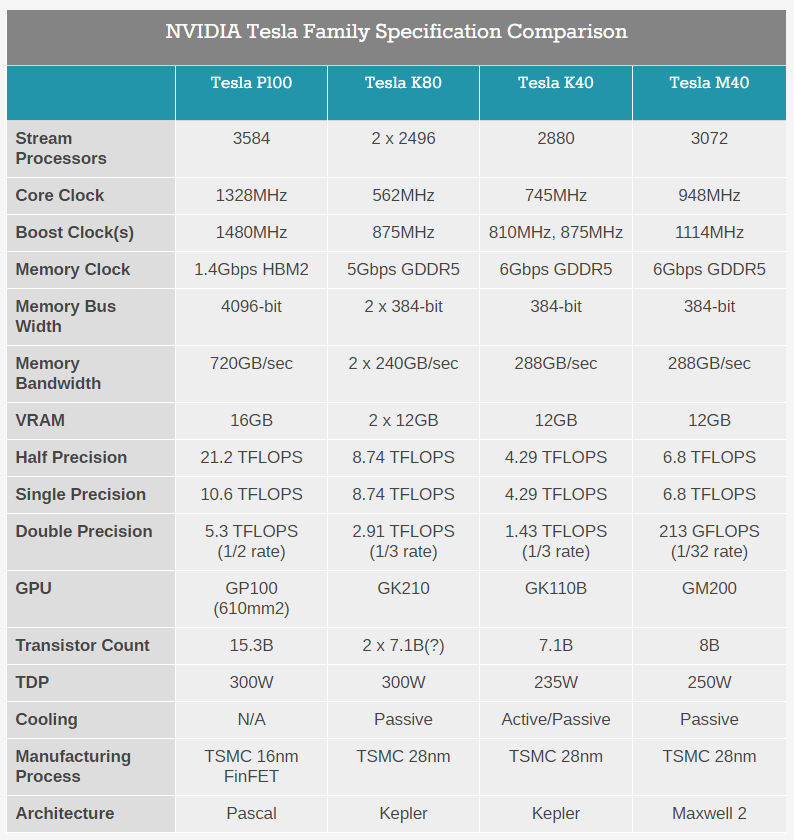 NVIDIA Tesla Family Specification Comparison
Tesla P100 Tesla K80 Tesla K40 Tesla M40
Stream Processors 3584 2 x 2496 2880 3072
Core Clock 1328MHz 562MHz 745MHz 948MHz
Boost Clock(s) 1480MHz 875MHz 810MHz, 875MHz 1114MHz
Memory Clock 1.4Gbps HBM2 5Gbps GDDR5 6Gbps GDDR5 6Gbps GDDR5
Memory Bus Width 4096-bit 2 x 384-bit 384-bit 384-bit
Memory Bandwidth 720GB/sec 2 x 240GB/sec 288GB/sec 288GB/sec
VRAM 16GB 2 x 12GB 12GB 12GB
Half Precision 21.2 TFLOPS 8.74 TFLOPS 4.29 TFLOPS 6.8 TFLOPS
Single Precision 10.6 TFLOPS 8.74 TFLOPS 4.29 TFLOPS 6.8 TFLOPS
Double Precision 5.3 TFLOPS 2.91 TFLOPS 1.43 TFLOPS 213 GFLOPS
(1/2 rate) (1/3 rate) (1/3 rate) (1/32 rate)
GPU GP100 GK210 GK110B GM200
(610mm2)
Transistor Count 15.3B 2 x 7.1B(?) 7.1B 8B
TDP 300W 300W 235W 250W
Cooling N/A Passive Active/Passive Passive
Manufacturing Process TSMC 16nm FinFET TSMC 28nm TSMC 28nm TSMC 28nm
Architecture Pascal Kepler Kepler Maxwell 2